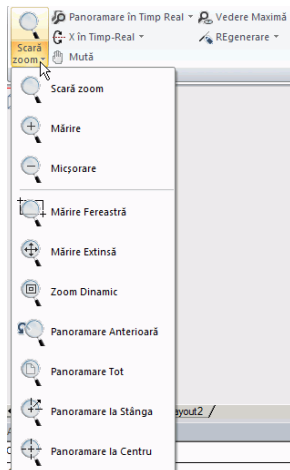 Panoramare în Timp Real
Vedere Maximă
Scară
zoom
X în Timp-Real
REgenerare
Mută
Scară zoom
Mărire
Micșorare
Mărire Fereastră
Mărire Extinsă
Zoom Dinamic
Panoramare Anterioară
Panoramare Tot
Panoramare la Stânga
Panoramare la Centru
ayout2